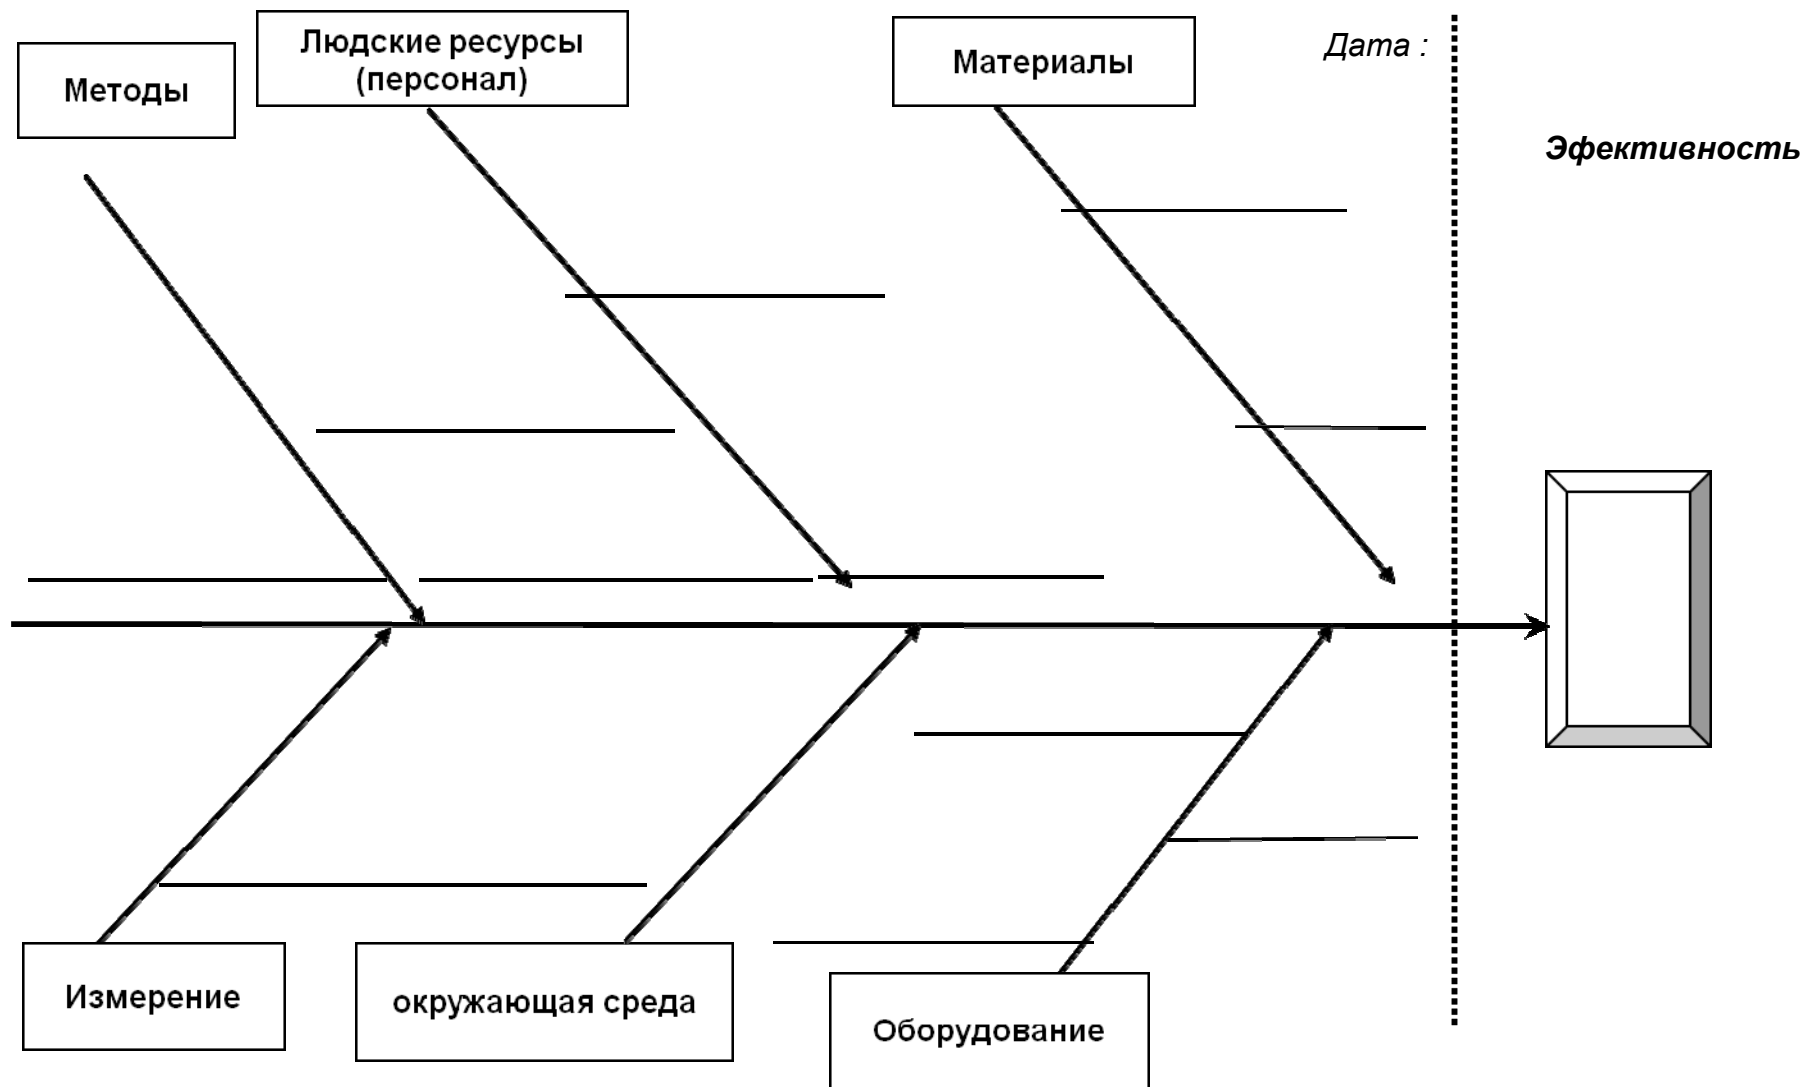 Методы
Людские ресурсы
(персонал)
Материалы
Дата :
Эфективность
Измерение
окружающая среда
Оборудование